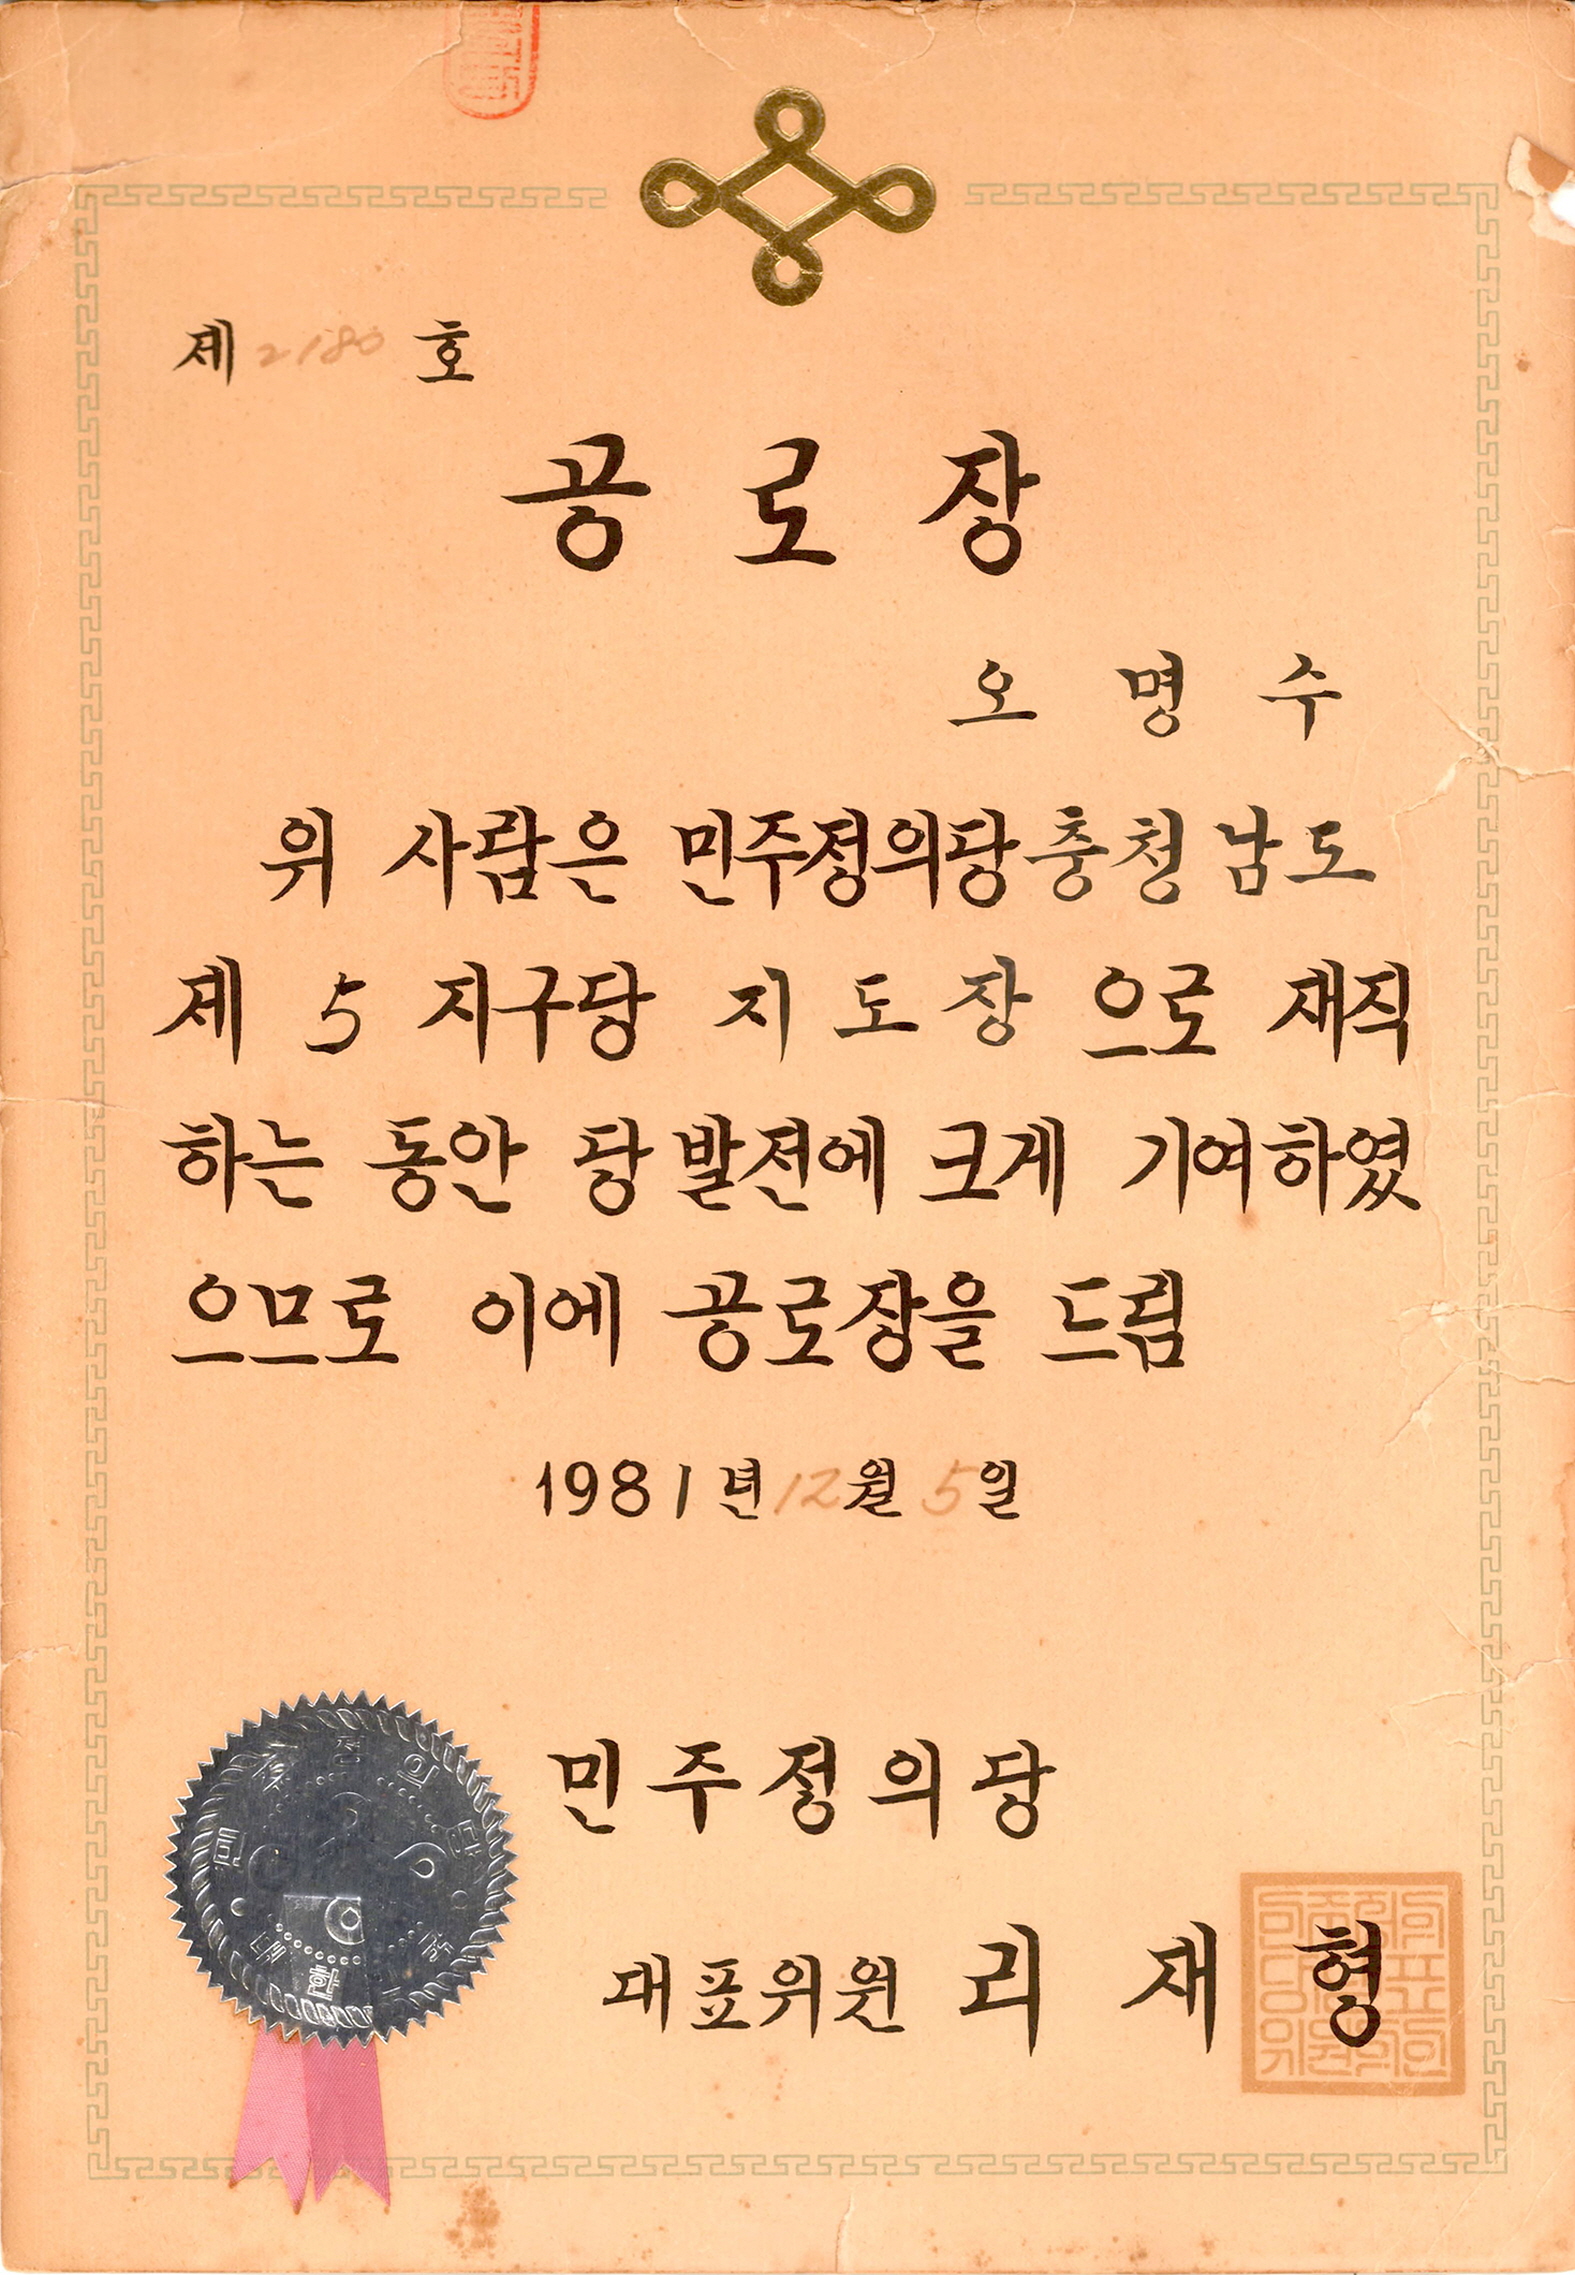 제 2180 호
공로장
오 명 수
위 사람은 민주정의당충청남도
제 5 지구당 지 도 장 으로 재직
하는 동안 당 발전에 크게 기여하였
으므로 이에 공로장을 드림
1981년 12월 5일
민주정의당
대표위원 리 재 형